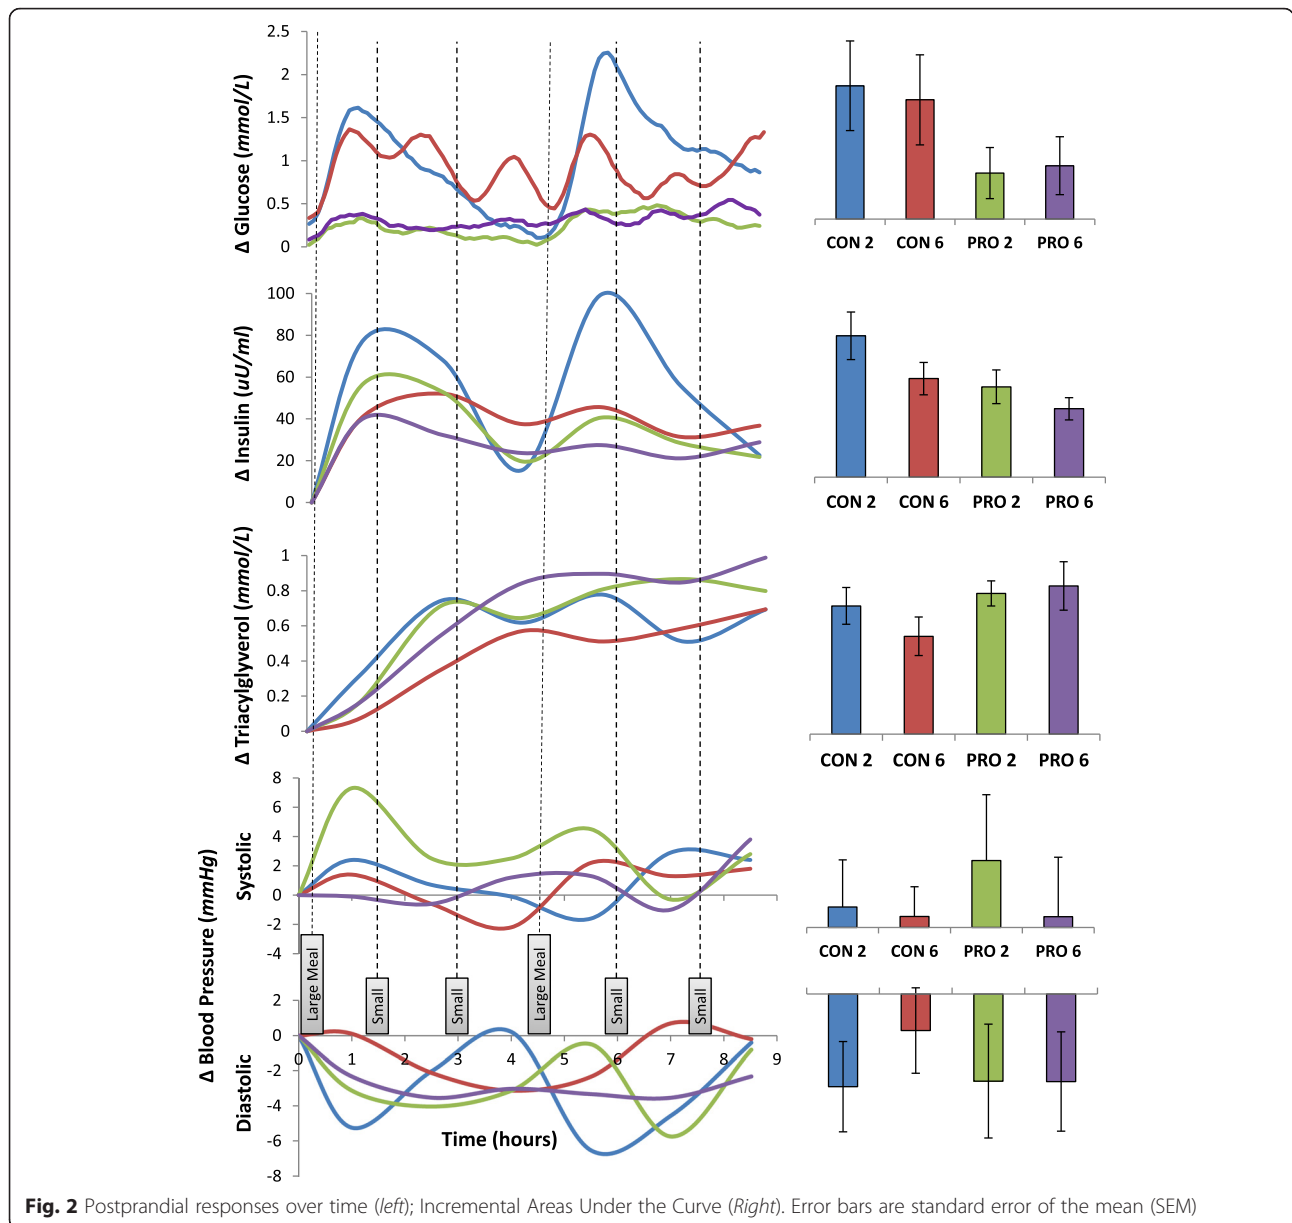 Δ Glucose (mmol/L)
2.5
2
1.5
1
0.5
0
CON 2 CON 6 PRO 2 PRO 6
Δ Insulin (uU/ml)
100
80
60
40
20
0
CON 2 CON 6 PRO 2 PRO 6
Δ Triacylglyverol (mmol/L)
1
0.8
0.6
0.4
0.2
0
CON 2 CON 6 PRO 2 PRO 6
Δ Blood Pressure (mmHg)
Systolic
8
6
4
2
0
-2
-4
CON 2 CON 6 PRO 2 PRO 6
Large Meal
Small
Small
Large Meal
Small
Small
Diastolic
2
0
-2
-4
-6
-8
0 1 2 3 4 5 6 7 8 9
Time (hours)
Fig. 2 Postprandial responses over time (left); Incremental Areas Under the Curve (Right). Error bars are standard error of the mean (SEM)